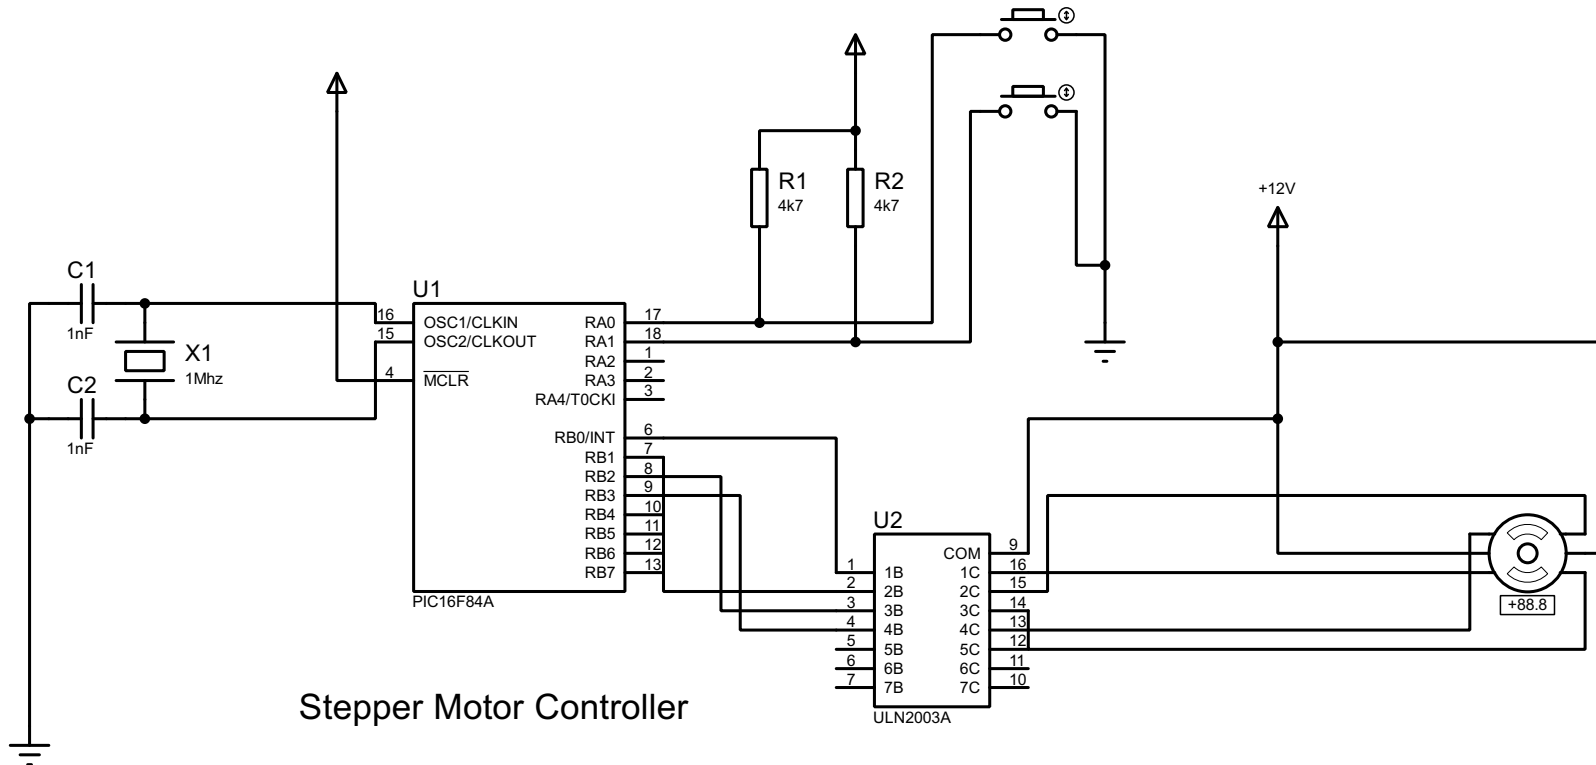 +12V
R1
4k7
R2
4k7
C1
1nF
X1
1Mhz
C2
1nF
U1
16 OSC1/CLKIN RA0 17
15 OSC2/CLKOUT RA1 18
RA2 1
4 MCLR RA3 2
RA4/T0CKI 3
RB0/INT 6
RB1 7
RB2 8
RB3 9
RB4 10
RB5 11
RB6 12
RB7 13
PIC16F84A
U2
COM 9
1 1B 1C 16
2 2B 2C 15
3 3B 3C 14
4 4B 4C 13
5 5B 5C 12
6 6B 6C 11
7 7B 7C 10
ULN2003A
+88.8
Stepper Motor Controller